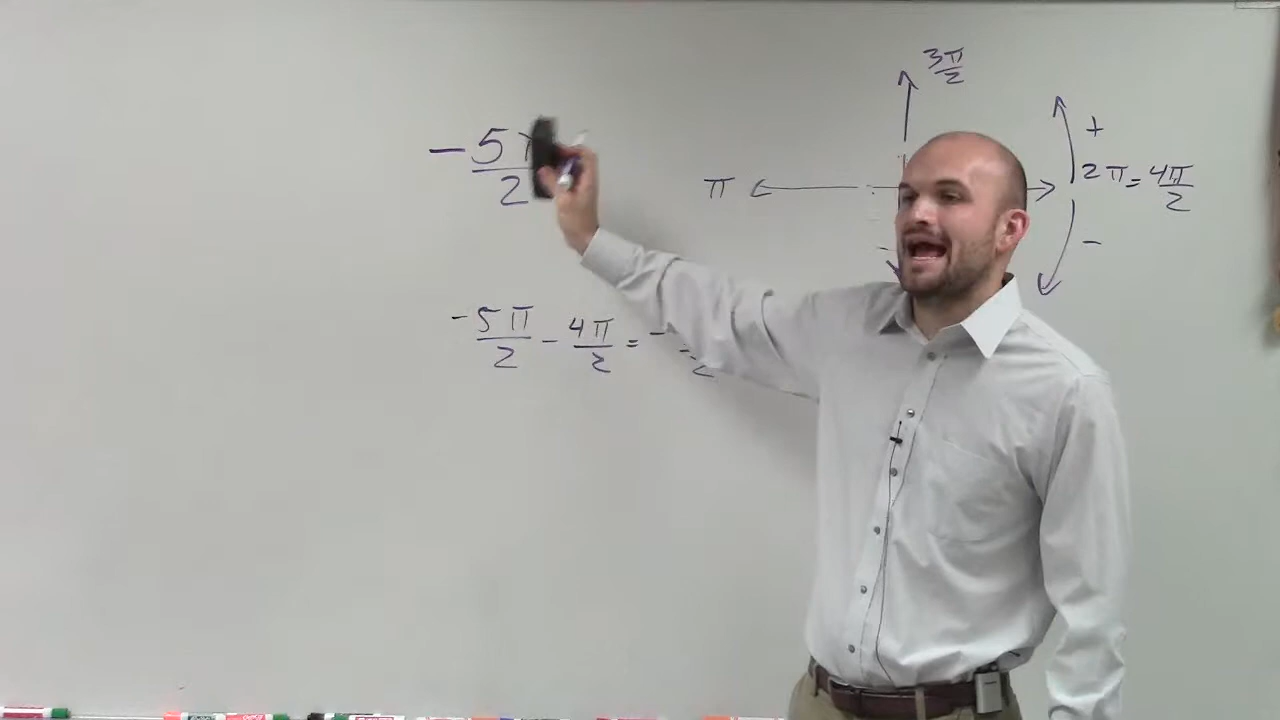 3π/2
-5π/2
+
π
2π = 4π/2
-
-5π/2 - 4π/2 = -